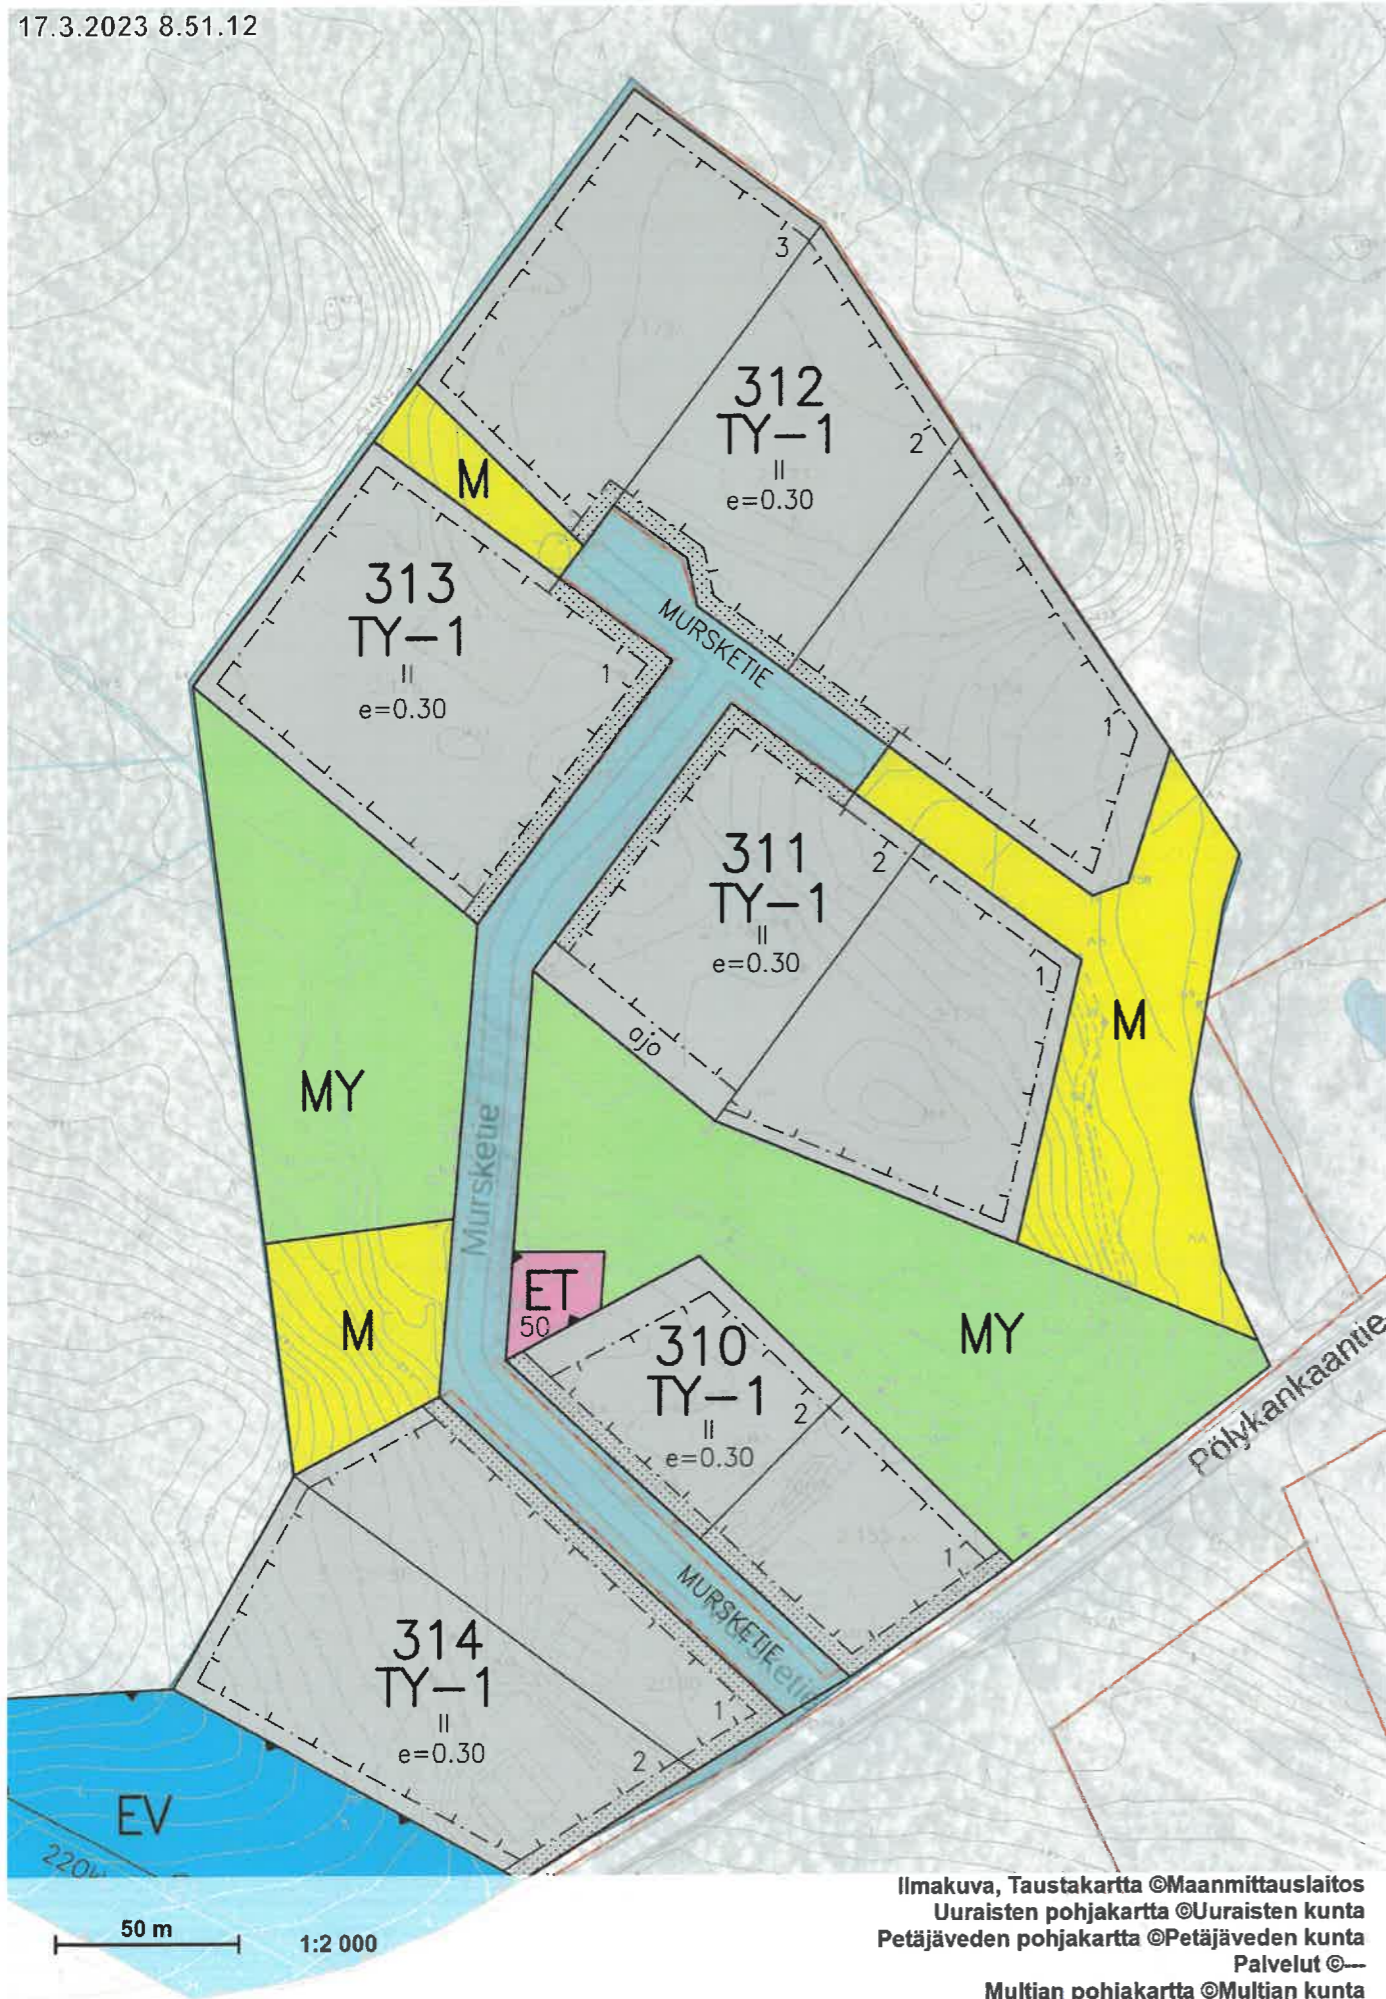 17.3.2023 8.51.12
3
312
TY-1
II
e=0.30
2
M
313
TY-1
II
e=0.30
1
MURSKETIE
1
311
TY-1
II
e=0.30
2
1
M
ajo
MY
Mursketie
ET
50
M
310
TY-1
II
e=0.30
2
MY
Pölykankaantie
1
MURSKETIE
Mursketie
314
TY-1
II
e=0.30
1
2
EV
50 m
1:2 000
Ilmakuva, Taustakartta ©Maanmittauslaitos
Uuraisten pohjakartta ©Uuraisten kunta
Petäjäveden pohjakartta ©Petäjäveden kunta
Palvelut ©---
Multian pohjakartta ©Multian kunta